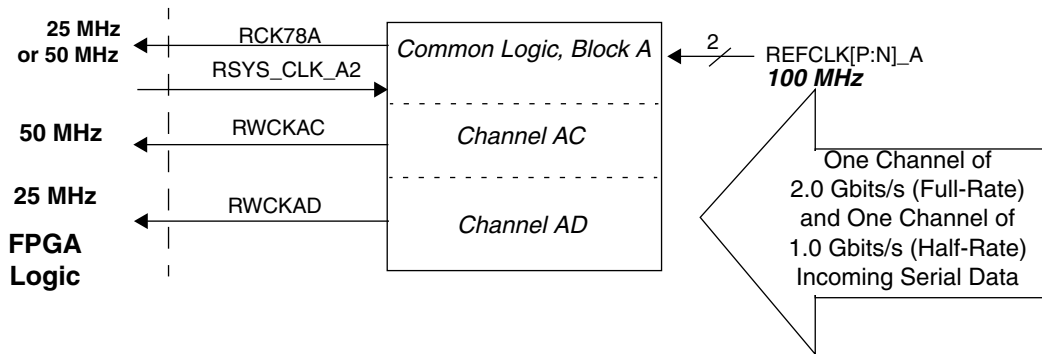 25 MHz
or 50 MHz
RCK78A
RSYS_CLK_A2
Common Logic, Block A
2
REFCLK[P:N]_A
100 MHz
50 MHz
RWCKAC
Channel AC
25 MHz
RWCKAD
Channel AD
FPGA
Logic
One Channel of
2.0 Gbits/s (Full-Rate)
and One Channel of
1.0 Gbits/s (Half-Rate)
Incoming Serial Data